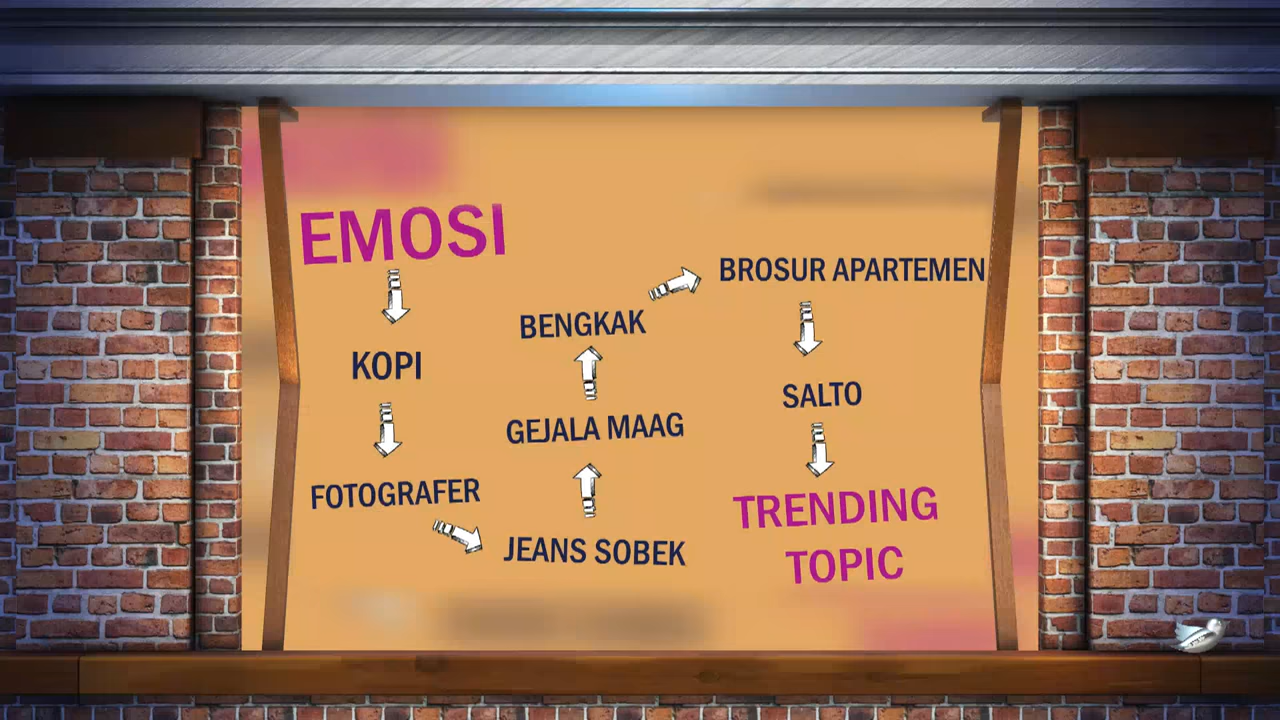 EMOSI
KOPI
FOTOGRAFER
JEANS SOBEK
GEJALA MAAG
BENGKAK
BROSUR APARTEMEN
SALTO
TRENDING
TOPIC